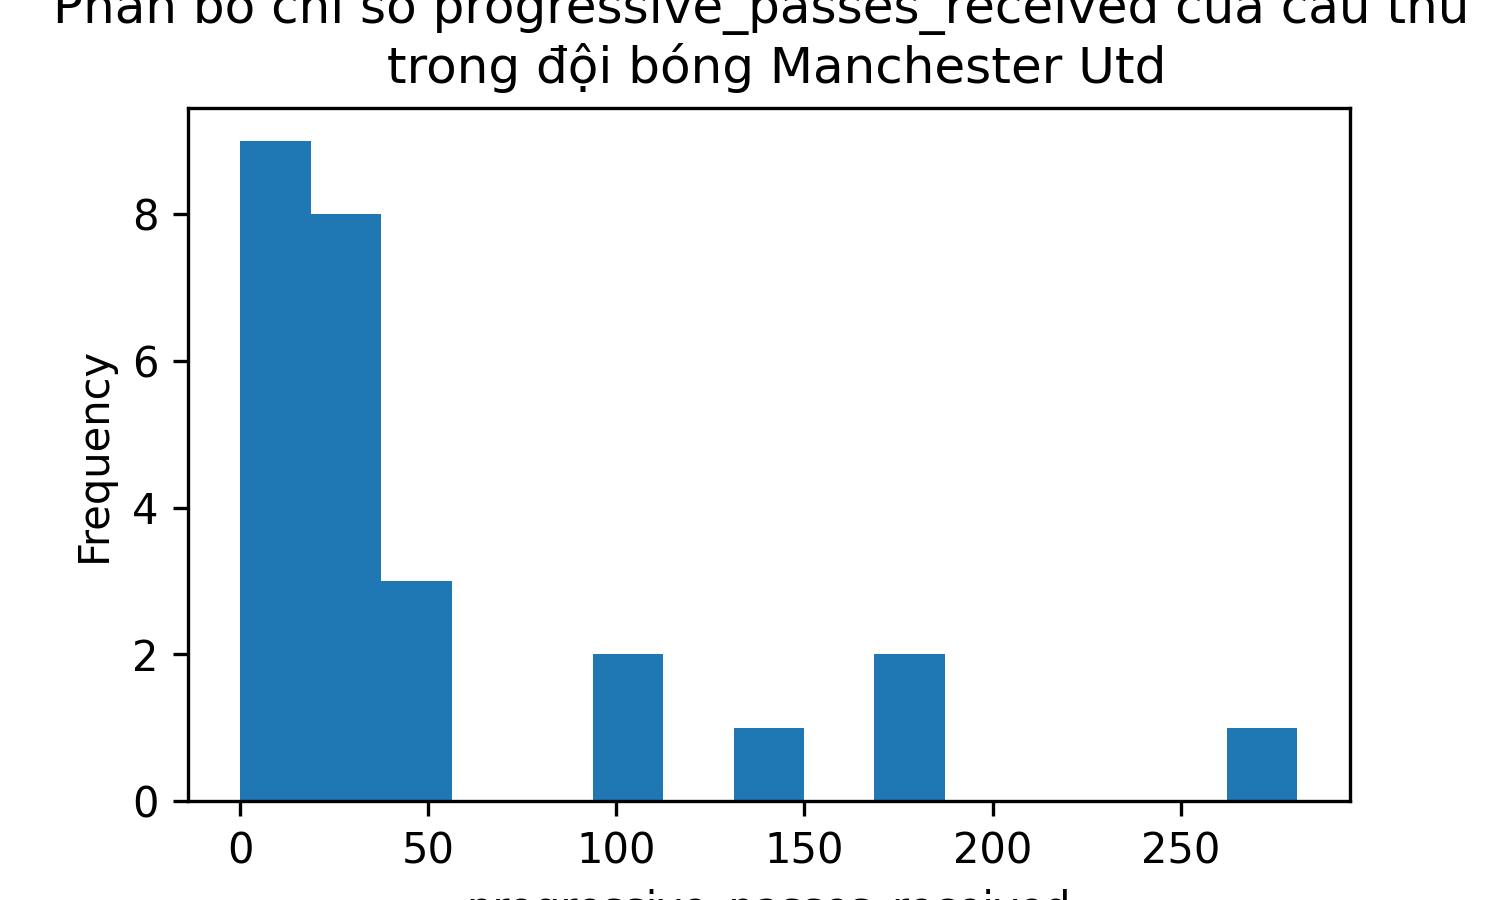 Phân bố chỉ số progressive_passes_received của cầu thủ
trong đội bóng Manchester Utd
8
6
4
2
0
Frequency
0 50 100 150 200 250
progressive_passes_received